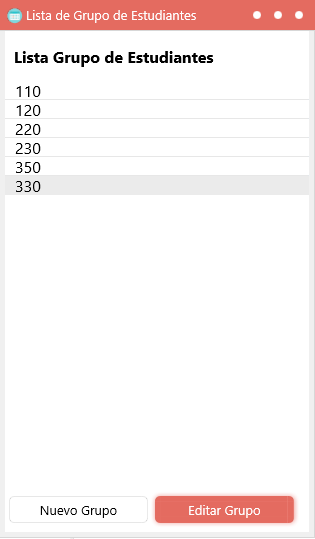 Lista de Grupo de Estudiantes
Lista Grupo de Estudiantes
110
120
220
230
350
330
Nuevo Grupo
Editar Grupo